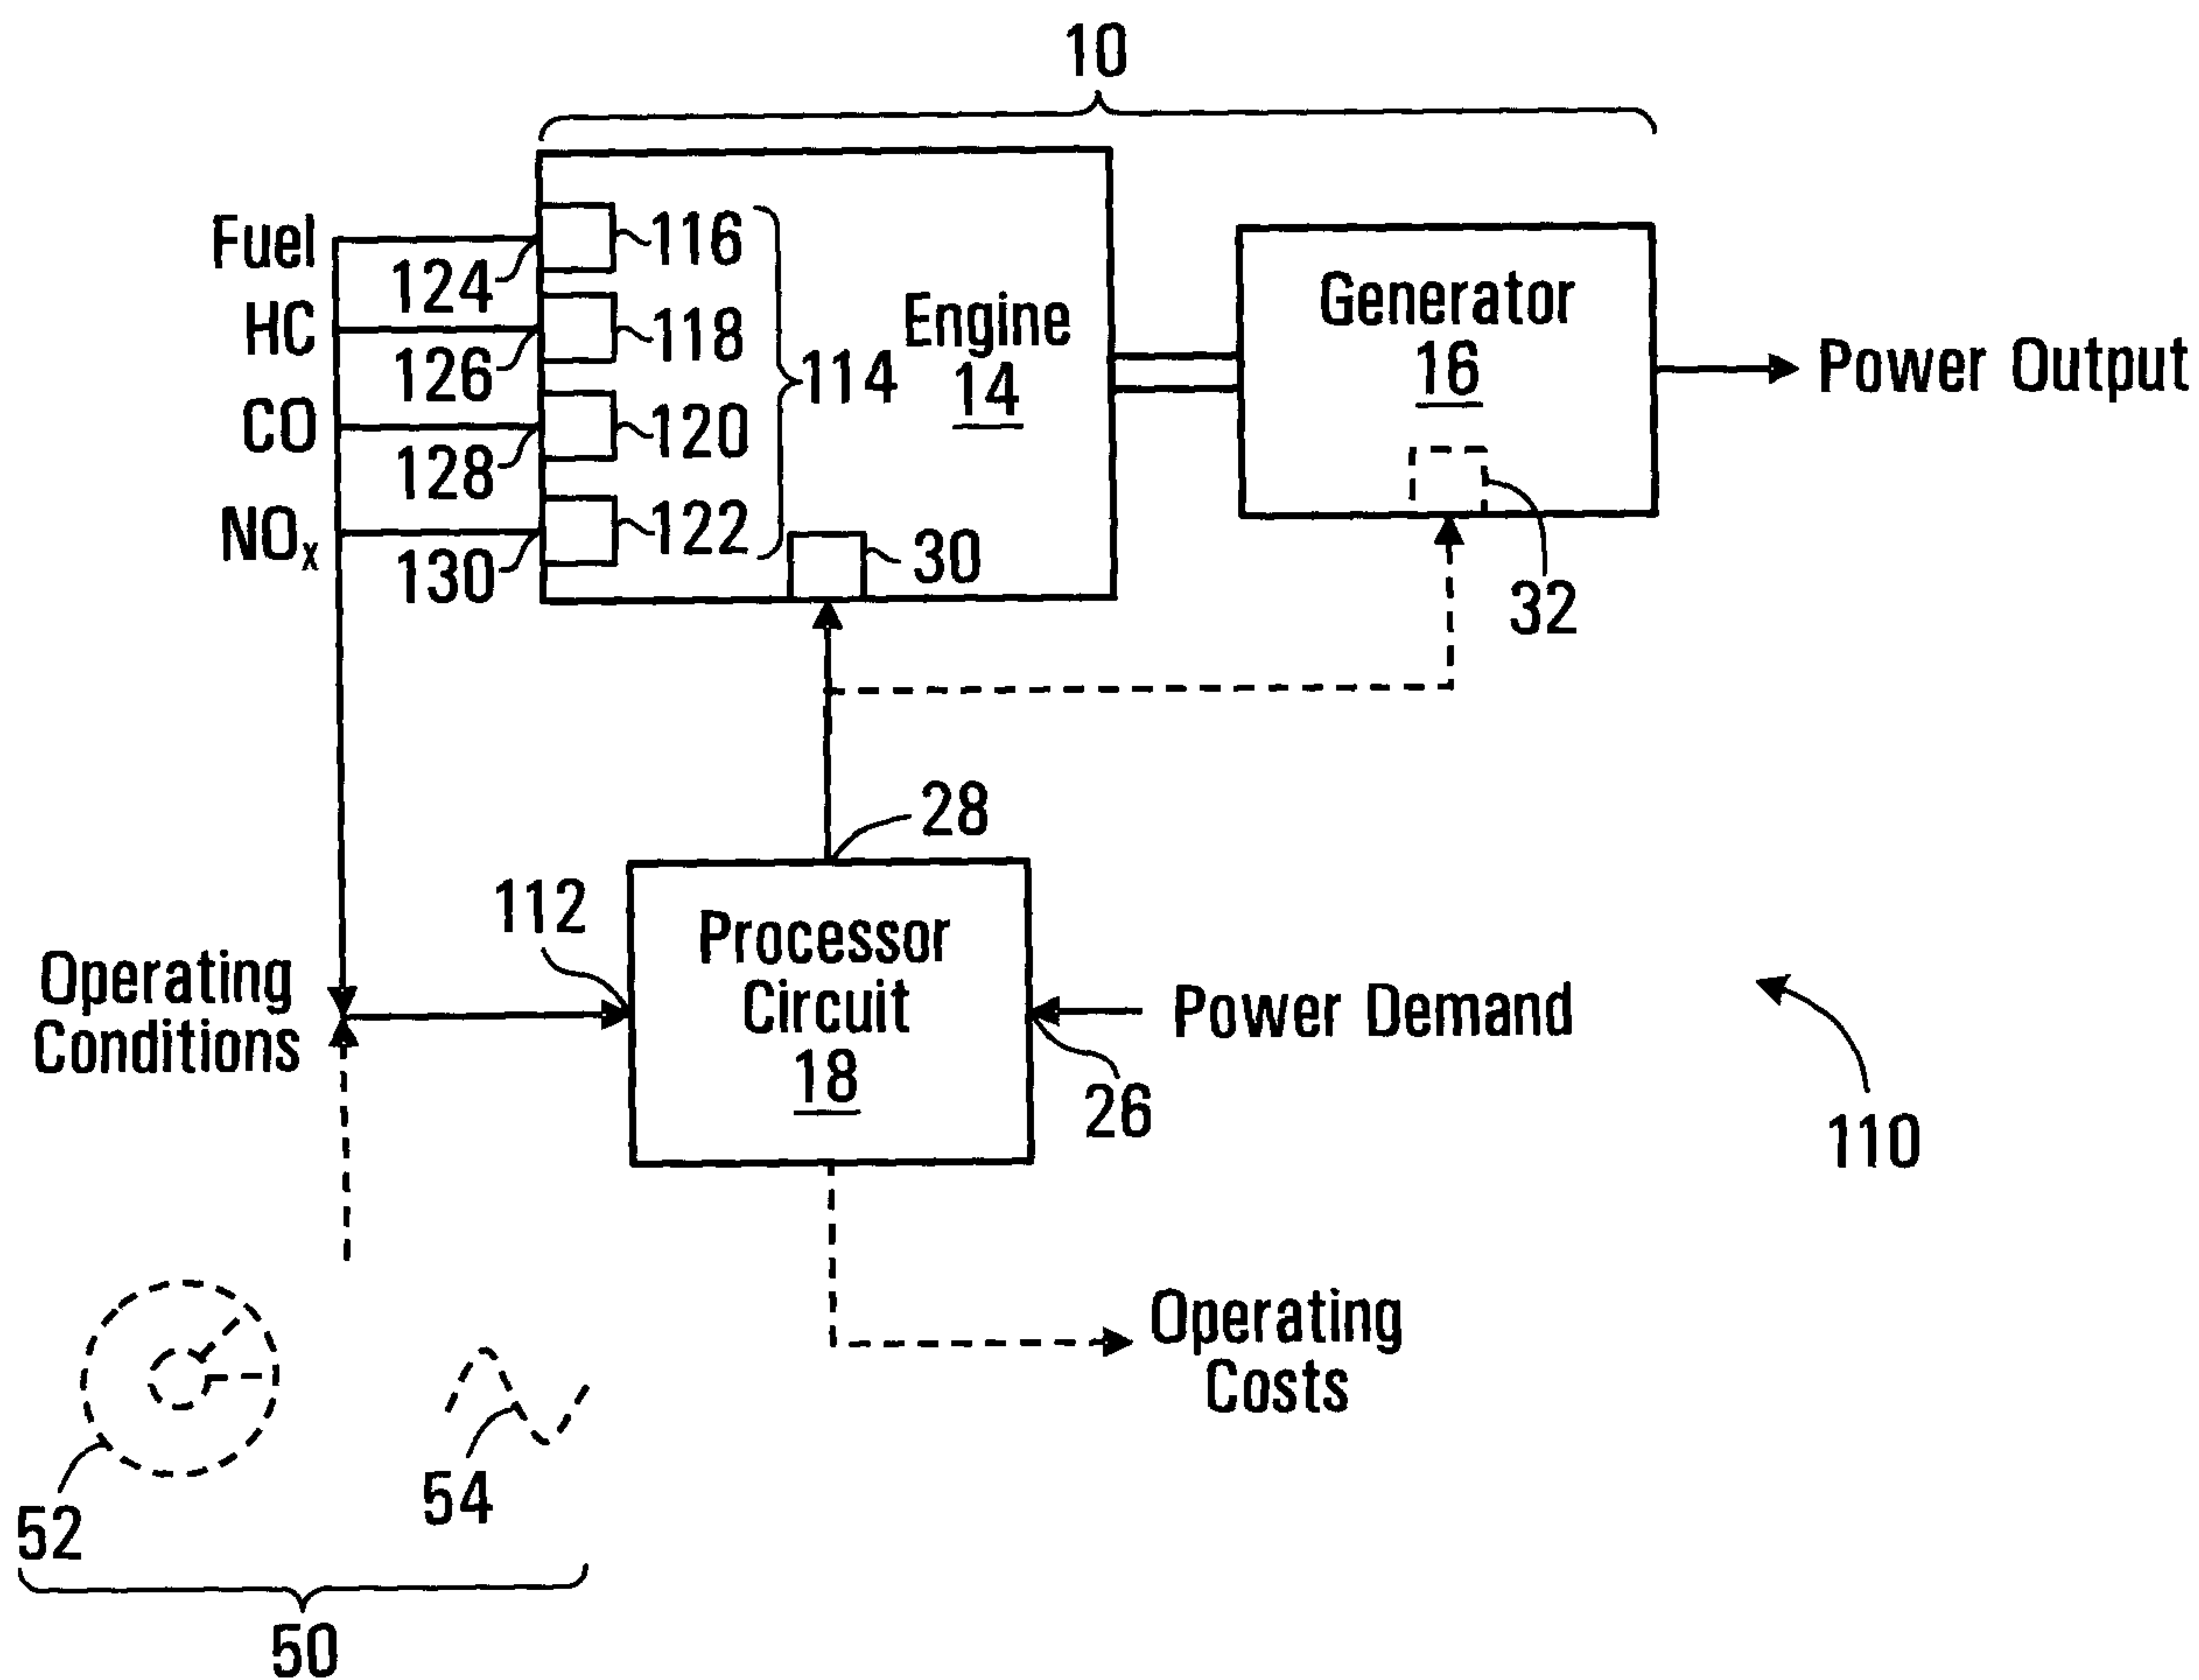 10
Fuel
124
116
HC
126
118
CO
128
120
NOx
130
122
114
Engine
14
30
Generator
16
32
Power Output
28
112
Operating
Conditions
Processor
Circuit
18
Power Demand
26
110
Operating
Costs
52
54
50